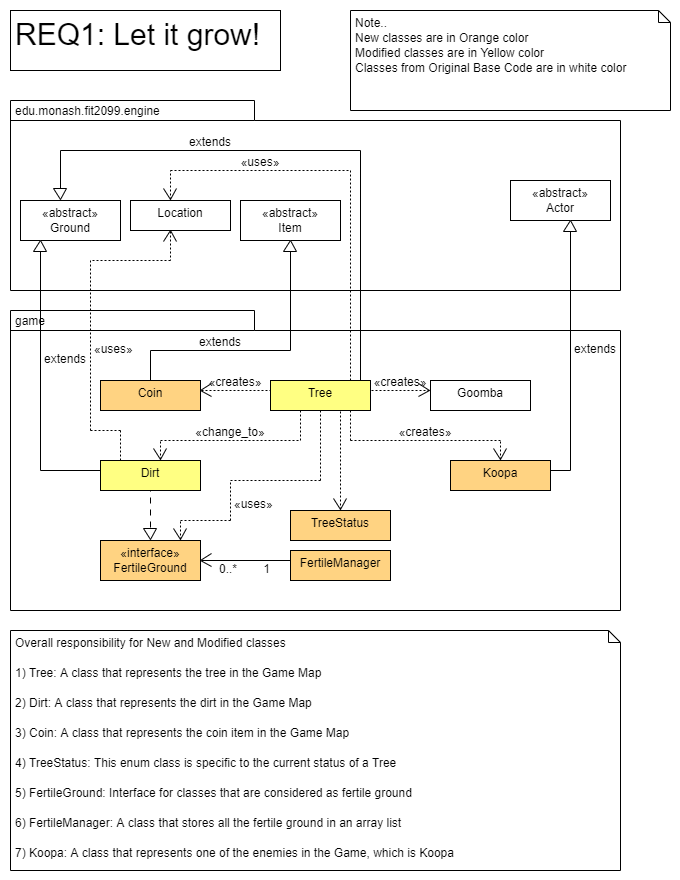 REQ1: Let it grow!
Note..
New classes are in Orange color
Modified classes are in Yellow color
Classes from Original Base Code are in white color
edu.monash.fit2099.engine
extends
«uses»
«abstract»
Ground
Location
«abstract»
Item
«abstract»
Actor
game
extends
extends
«uses»
extends
Coin
«creates»
Tree
«creates»
Goomba
«change_to»
«creates»
Dirt
Koopa
«uses»
TreeStatus
«interface»
FertileGround
0..*
1
FertileManager
Overall responsibility for New and Modified classes
1) Tree: A class that represents the tree in the Game Map
2) Dirt: A class that represents the dirt in the Game Map
3) Coin: A class that represents the coin item in the Game Map
4) TreeStatus: This enum class is specific to the current status of a Tree
5) FertileGround: Interface for classes that are considered as fertile ground
6) FertileManager: A class that stores all the fertile ground in an array list
7) Koopa: A class that represents one of the enemies in the Game, which is Koopa